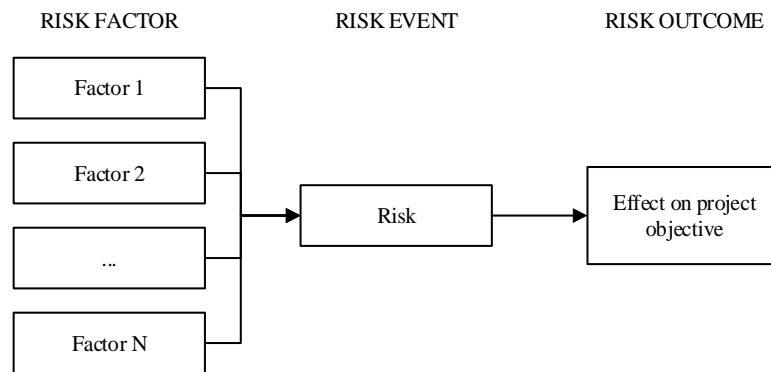 RISK FACTOR
RISK EVENT
RISK OUTCOME
Factor 1
Factor 2
...
Factor N
Risk
Effect on project
objective